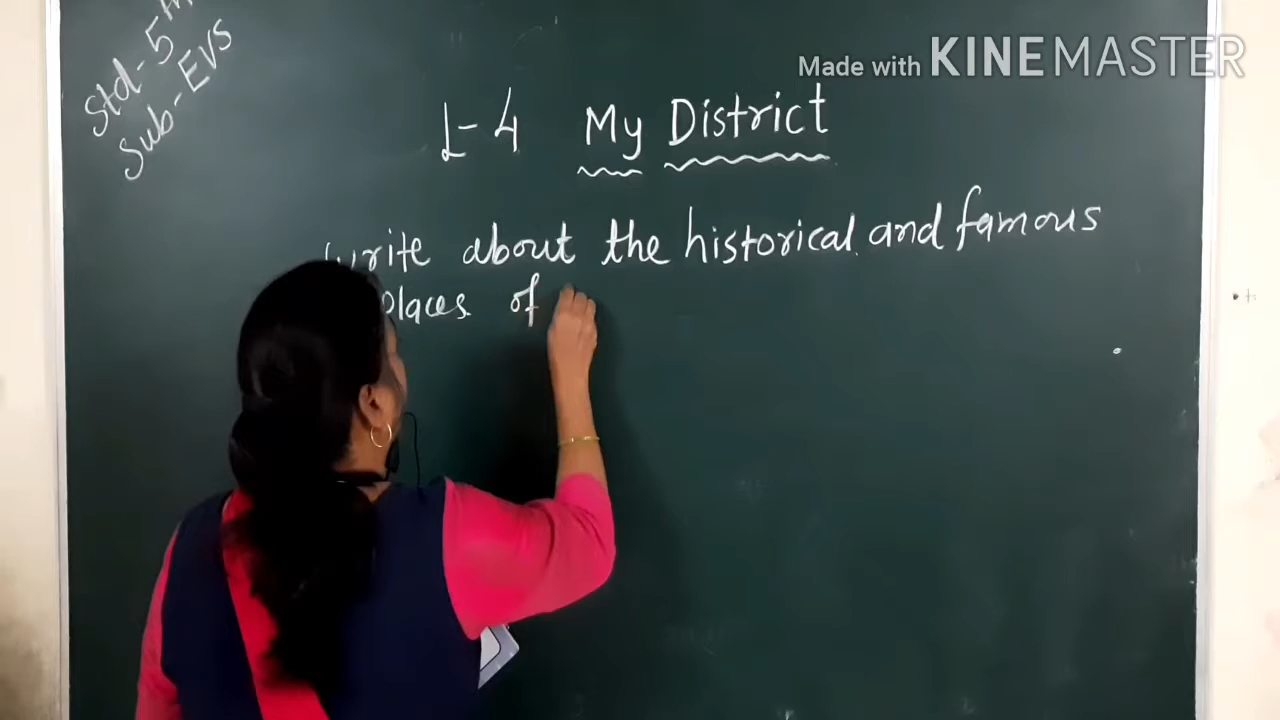 Std-5th
Sub-EVS
Made with KINEMASTER
L-4 My District
write about the historical and famous
places of